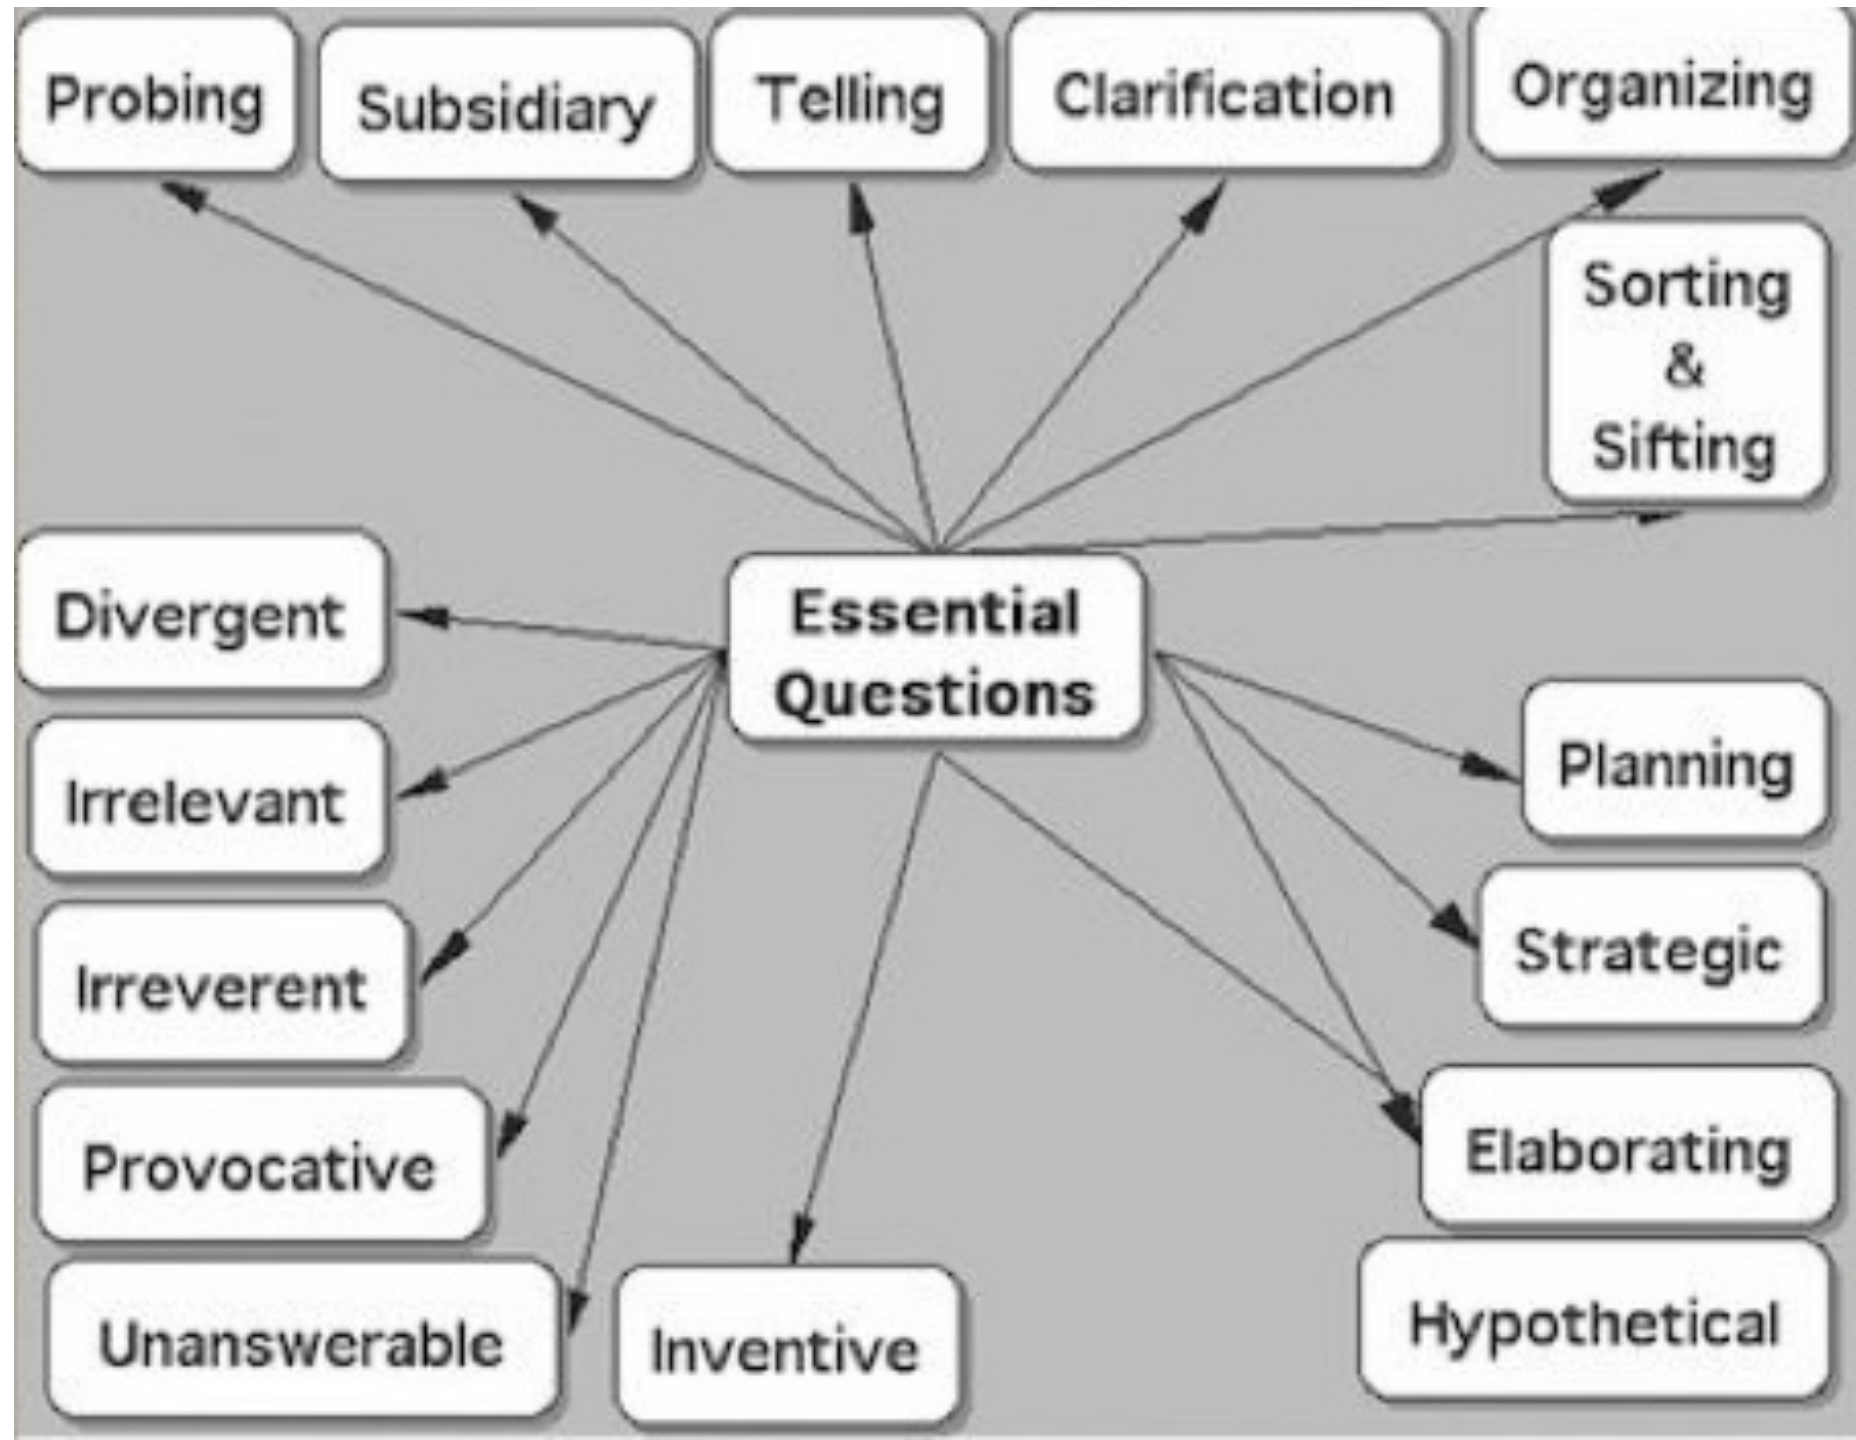 Probing
Subsidiary
Telling
Clarification
Organizing
Sorting
&
Sifting
Essential
Questions
Divergent
Irrelevant
Irreverent
Provocative
Unanswerable
Inventive
Planning
Strategic
Elaborating
Hypothetical